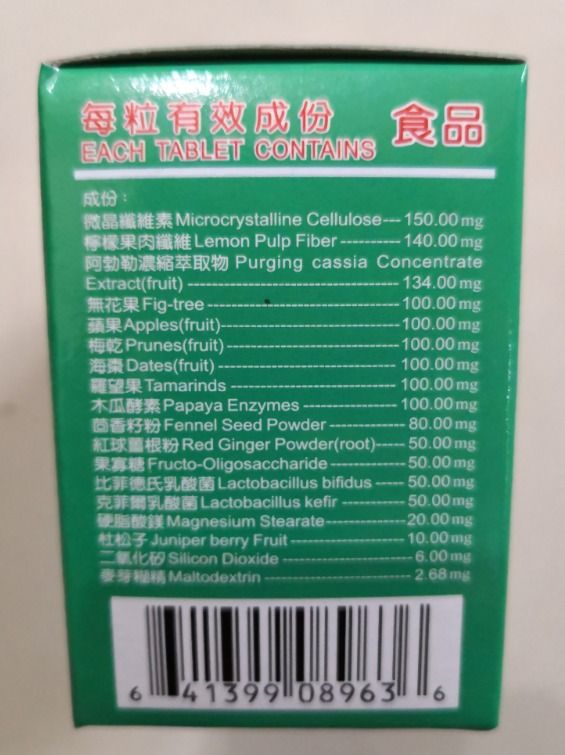 每粒有效成份 食品
EACH TABLET CONTAINS
成份：
微晶纖維素 Microcrystalline Cellulose--- 150.00 mg
檸檬果肉纖維 Lemon Pulp Fiber ---------- 140.00 mg
阿勃勒濃縮萃取物 Purging cassia Concentrate
Extract(fruit) ----------------------------------- 134.00 mg
無花果 Fig-tree -------------------------------- 100.00 mg
蘋果 Apples(fruit)------------------------------ 100.00 mg
梅乾 Prunes(fruit)------------------------------ 100.00 mg
海棗 Dates(fruit) ------------------------------- 100.00 mg
羅望果 Tamarinds ---------------------------- 100.00 mg
木瓜酵素 Papaya Enzymes ---------------- 100.00 mg
茴香籽粉 Fennel Seed Powder ------------- 80.00 mg
紅球薑根粉 Red Ginger Powder(root)----- 50.00 mg
果寡糖 Fructo-Oligosaccharide ------------- 50.00 mg
比菲德氏乳酸菌 Lactobacillus bifidus ----- 50.00 mg
克菲爾乳酸菌 Lactobacillus kefir ----------- 50.00 mg
硬脂酸鎂 Magnesium Stearate-------------- 20.00 mg
杜松子 Juniper berry Fruit -------------------- 10.00 mg
二氧化矽 Silicon Dioxide ---------------------- 6.00 mg
麥芽糊精 Maltodextrin ------------------------- 2.68 mg
6 41399 08963 6